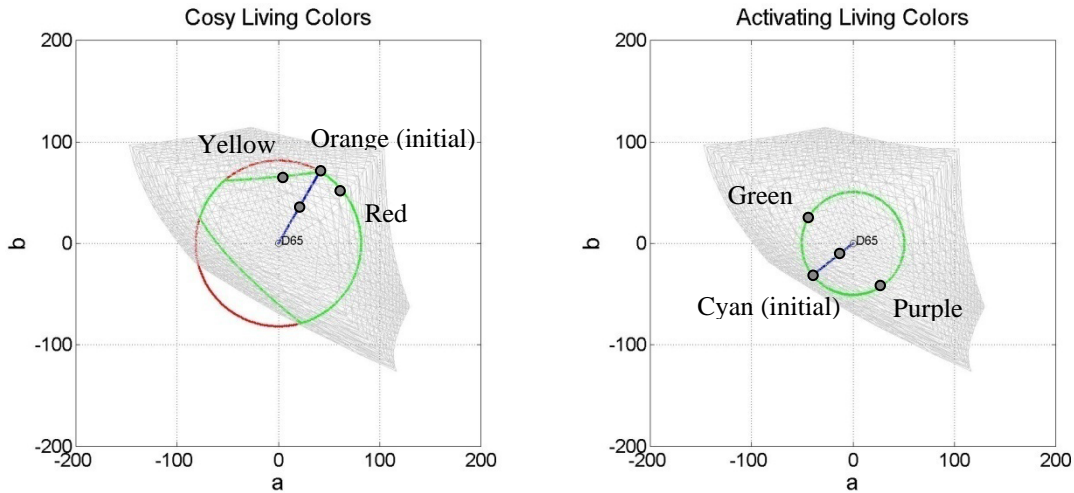 Cosy Living Colors
200
100
0
-100
-200
-200
-100
0
100
200
b
a
Yellow
Orange (initial)
Red
D65
Activating Living Colors
200
100
0
-100
-200
-200
-100
0
100
200
b
a
Green
D65
Cyan (initial)
Purple